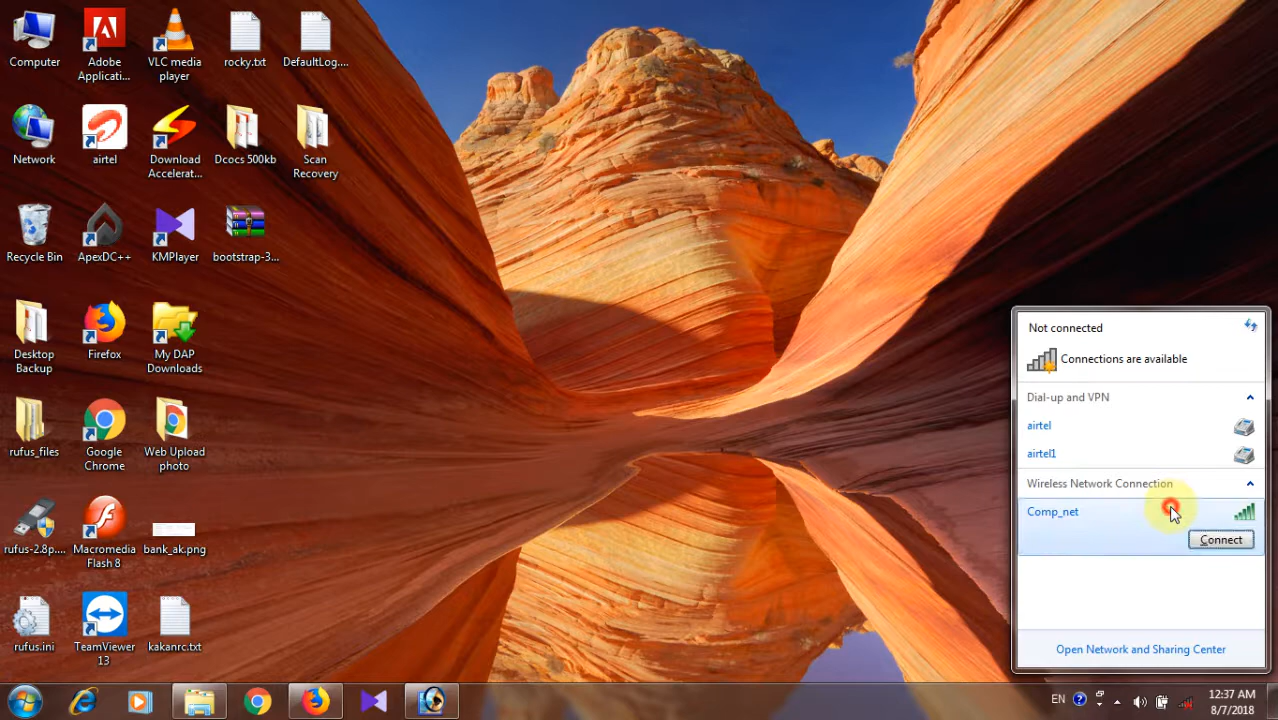 Computer
Adobe
Applicati...
VLC media
player
rocky.txt
DefaultLog....
Network
airtel
Download
Accelerat...
Dcocs 500kb
Scan
Recovery
Recycle Bin
ApexDC++
KMPlayer
bootstrap-3...
Desktop
Backup
Firefox
My DAP
Downloads
rufus_files
Google
Chrome
Web Upload
photo
rufus-2.8p....
Macromedia
Flash 8
bank_ak.png
rufus.ini
TeamViewer
13
kakanrc.txt
Not connected
Connections are available
Dial-up and VPN
airtel
airtel1
Wireless Network Connection
Comp_net
Connect
Open Network and Sharing Center
EN
12:37 AM
8/7/2018